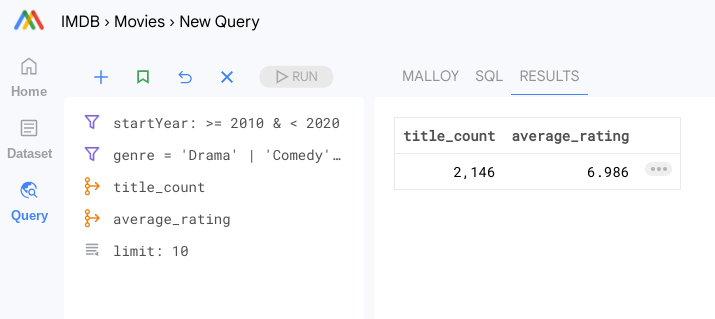 IMDB › Movies › New Query
Home
Dataset
Query
RUN
startYear: >= 2010 & < 2020
genre = 'Drama' | 'Comedy'…
title_count
average_rating
limit: 10
MALLOY SQL RESULTS
title_count average_rating
2,146 6.986